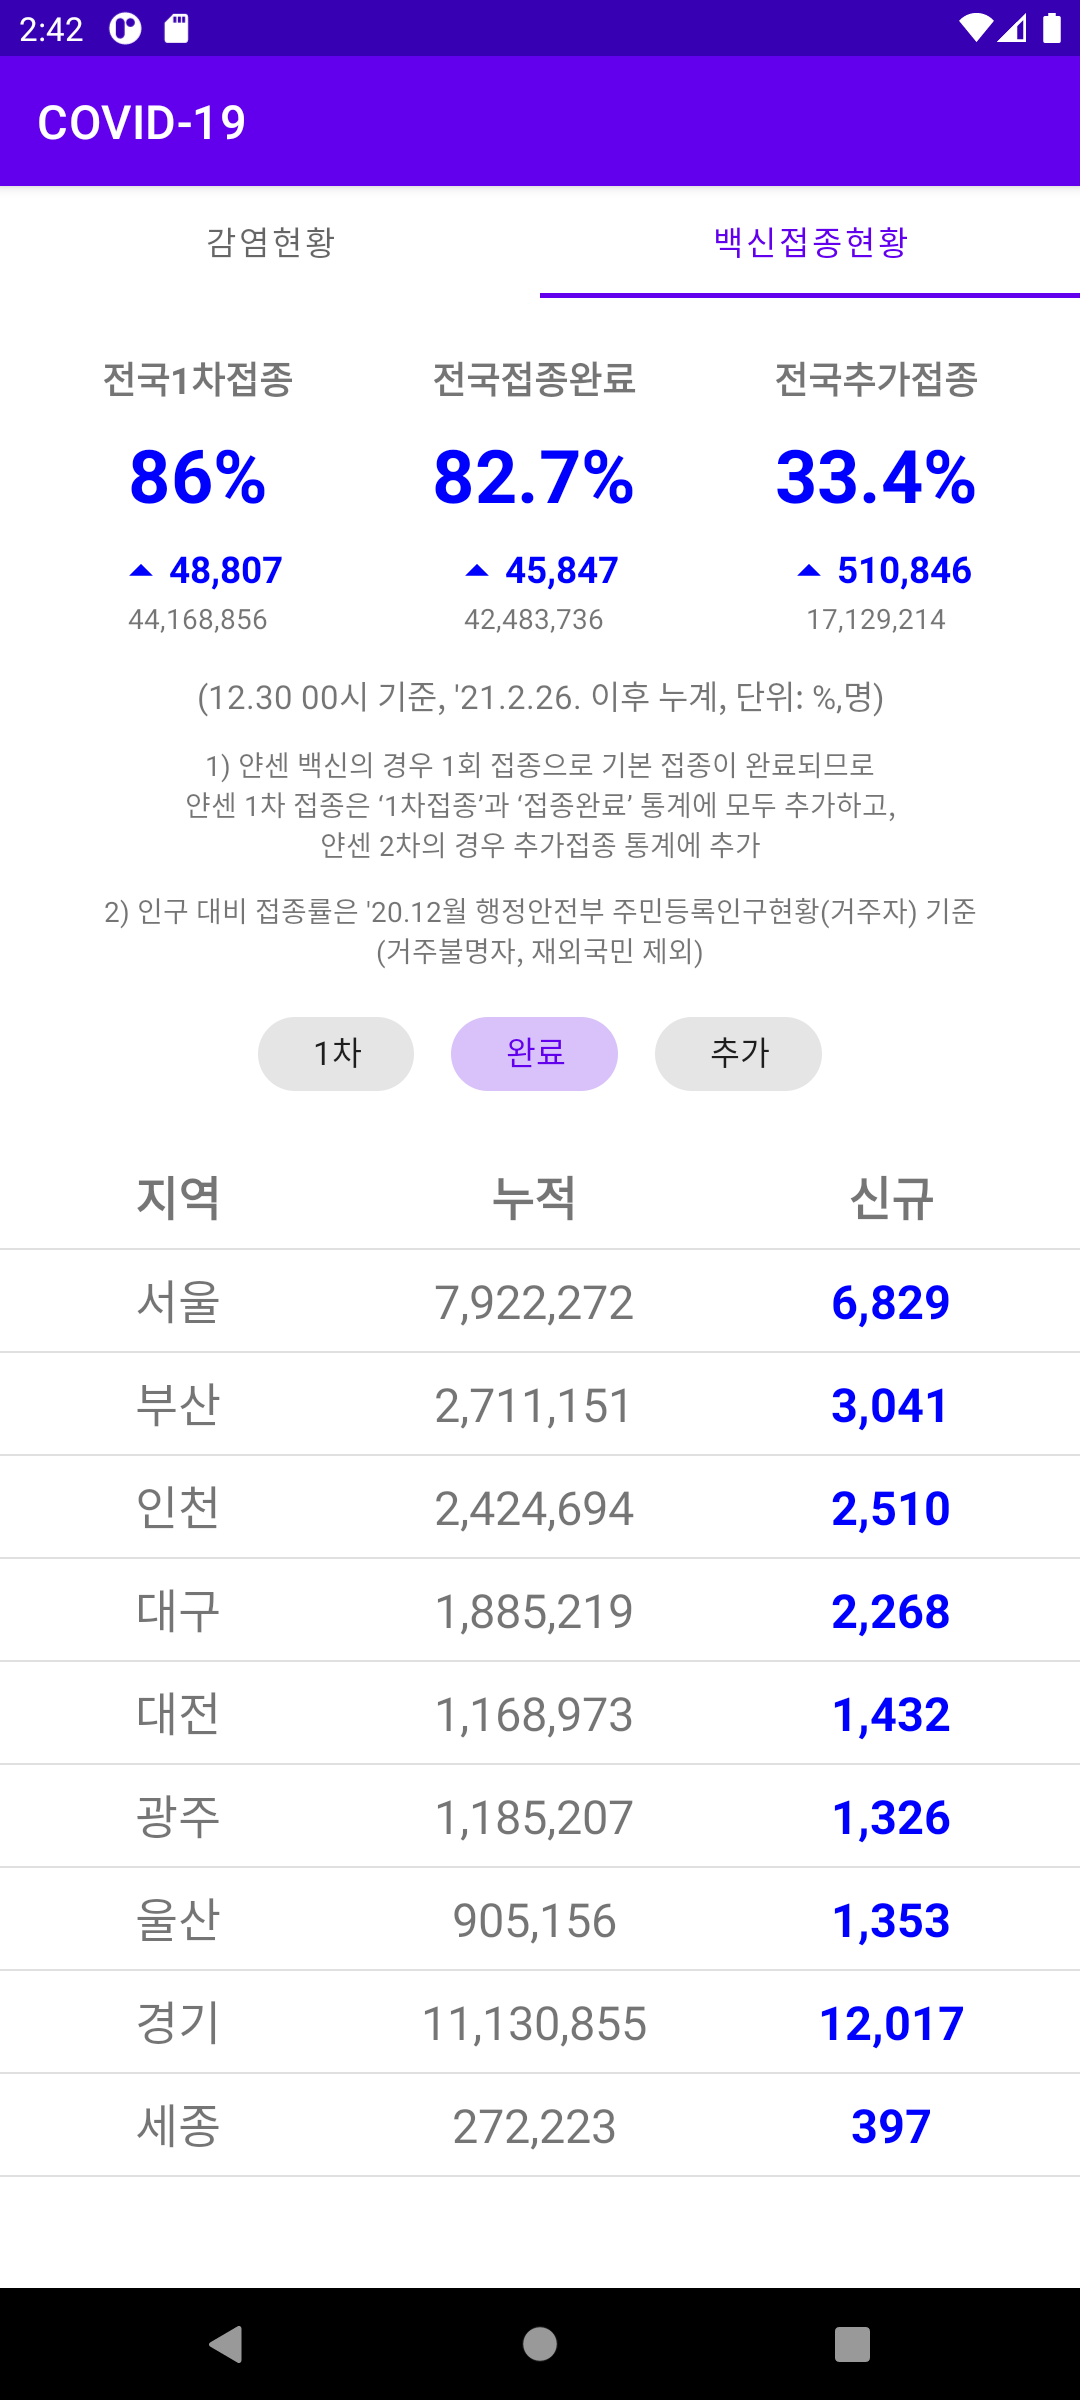 2:42
COVID-19
감염현황 백신접종현황
전국1차접종 전국접종완료 전국추가접종
86% 82.7% 33.4%
▲ 48,807 ▲ 45,847 ▲ 510,846
44,168,856 42,483,736 17,129,214
(12.30 00시 기준, '21.2.26. 이후 누계, 단위: %,명)
1) 얀센 백신의 경우 1회 접종으로 기본 접종이 완료되므로
얀센 1차 접종은 ‘1차접종’과 ‘접종완료’ 통계에 모두 추가하고,
얀센 2차의 경우 추가접종 통계에 추가
2) 인구 대비 접종률은 '20.12월 행정안전부 주민등록인구현황(거주자) 기준
(거주불명자, 재외국민 제외)
1차 완료 추가
지역 누적 신규
서울 7,922,272 6,829
부산 2,711,151 3,041
인천 2,424,694 2,510
대구 1,885,219 2,268
대전 1,168,973 1,432
광주 1,185,207 1,326
울산 905,156 1,353
경기 11,130,855 12,017
세종 272,223 397